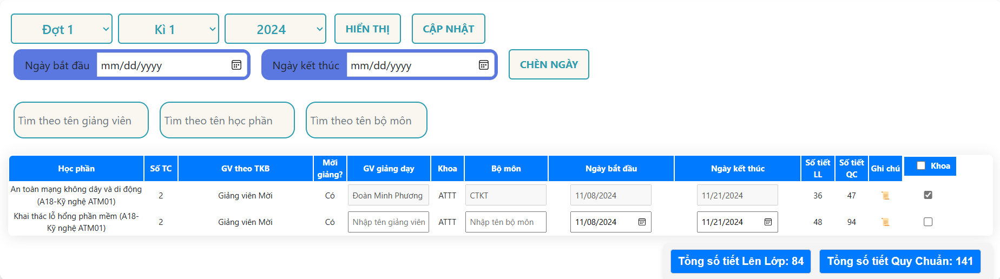 Đợt 1 Kì 1 2024 HIỂN THỊ CẬP NHẬT
Ngày bắt đầu mm/dd/yyyy Ngày kết thúc mm/dd/yyyy CHÈN NGÀY
Tìm theo tên giảng viên Tìm theo tên học phần Tìm theo tên bộ môn
Học phần Số TC GV theo TKB Mời giảng? GV giảng dạy Khoa Bộ môn Ngày bắt đầu Ngày kết thúc Số tiết LL Số tiết QC Ghi chú Khoa
An toàn mạng không dây và di động
(A18-Kỹ nghệ ATM01) 2 Giảng viên Mời Có Đoàn Minh Phương ATTT CTKT 11/08/2024 11/21/2024 36 47
Khai thác lỗ hổng phần mềm (A18-
Kỹ nghệ ATM01) 2 Giảng viên Mời Có Nhập tên giảng viên ATTT Nhập tên bộ môn 11/08/2024 11/21/2024 48 94
Tổng số tiết Lên Lớp: 84 Tổng số tiết Quy Chuẩn: 141